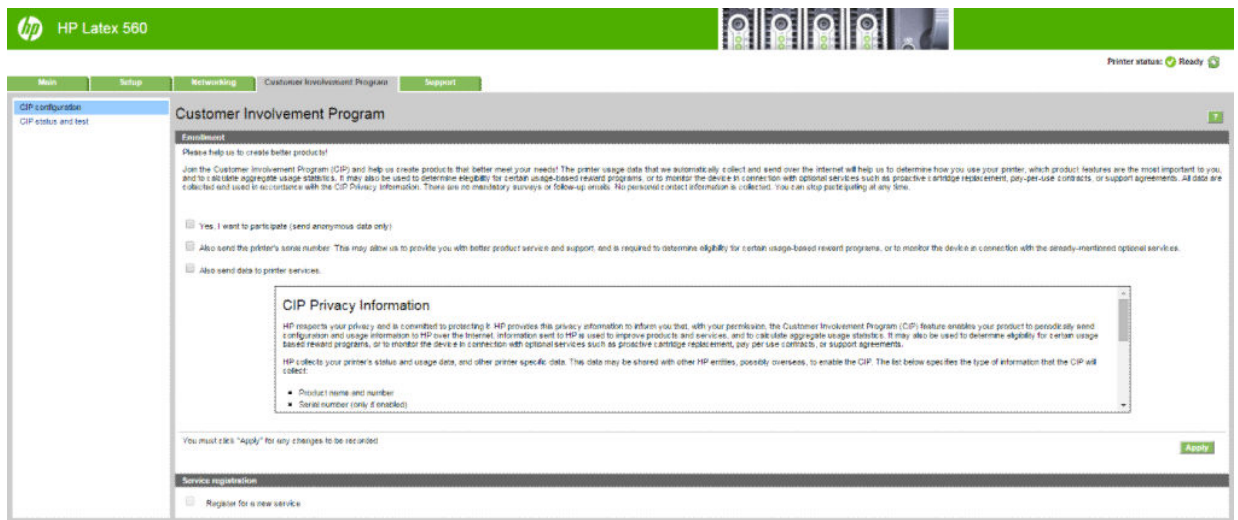 hp
HP Latex 560
Printer status: Ready
Main
Setup
Networking
Customer Involvement Program
Support
CIP configuration
CIP status and test
Customer Involvement Program
?
Enrollment
Please help us to create better products!
Join the Customer Involvement Program (CIP) and help us create products that better meet your needs! The printer usage data that we automatically collect and send over the internet will help us to determine how you use your printer, which product features are the most important to you,
and to calculate aggregate usage statistics. It may also be used to determine elegibility for certain usage-based reward programs, or to monitor the device in connection with optional services such as proactive cartridge replacement, pay-per-use contracts, or support agreements. All data are
collected and used in accordance with the CIP Privacy Information. There are no mandatory surveys or follow-up emails. No personal contact information is collected. You can stop participating at any time.
Yes, I want to participate (send anonymous data only)
Also send the printer's serial number. This may allow us to provide you with better product service and support, and is required to determine eligibility for certain usage-based reward programs, or to monitor the device in connection with the already-mentioned optional services.
Also send data to printer services.
CIP Privacy Information
HP respects your privacy and is committed to protecting it. HP provides this privacy information to inform you that, with your permission, the Customer Involvement Program (CIP) feature enables your product to periodically send
configuration and usage information to HP over the Internet. Information sent to HP is used to improve products and services, and to calculate aggregate usage statistics. It may also be used to determine eligibility for certain usage
based reward programs, or to monitor the device in connection with optional services such as proactive cartridge replacement, pay per use contracts, or support agreements.
HP collects your printer's status and usage data, and other printer specific data. This data may be shared with other HP entities, possibly overseas, to enable the CIP. The list below specifies the type of information that the CIP will
collect:
Product name and number
Serial number (only if enabled)
You must click "Apply" for any changes to be recorded
Apply
Service registration
Register for a new service